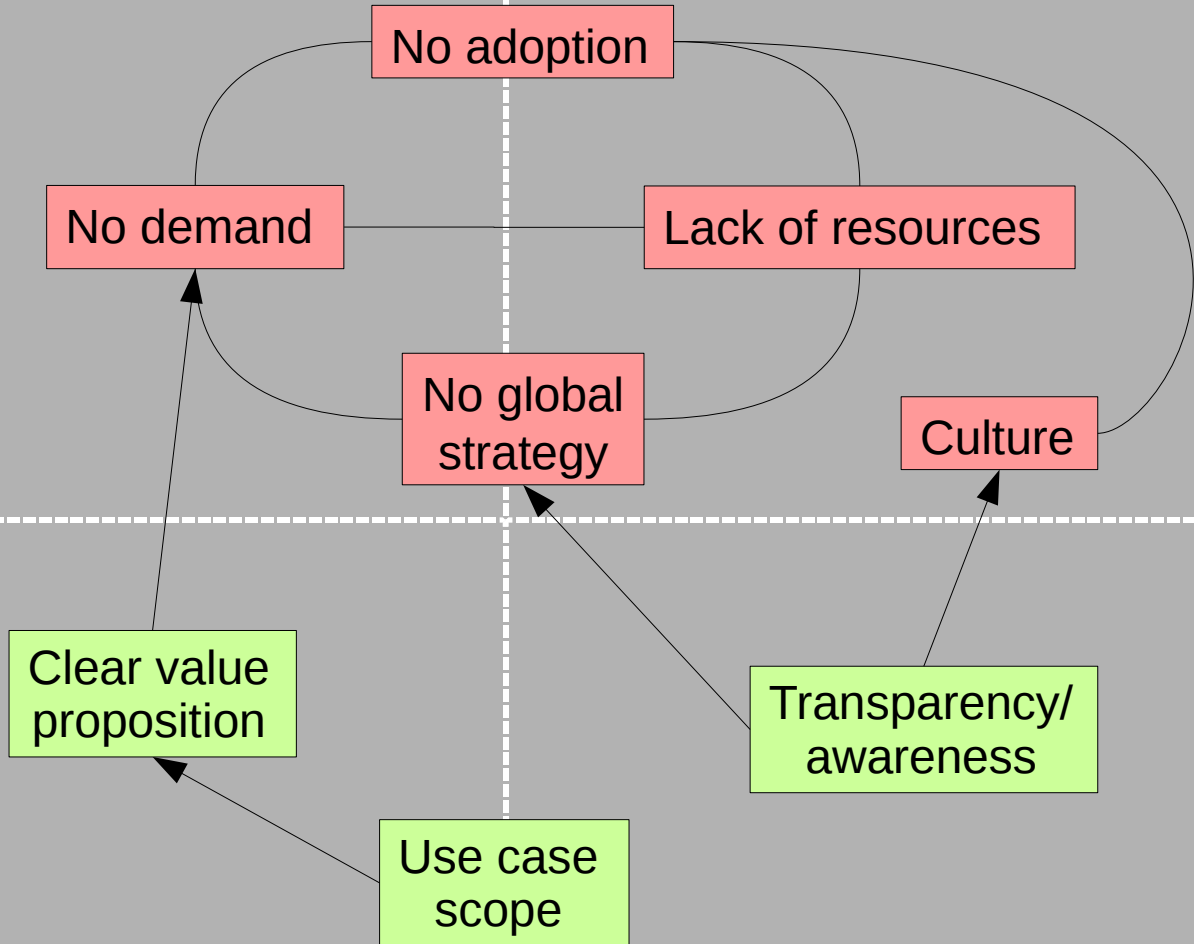 No adoption
No demand
Lack of resources
No global
strategy
Culture
Clear value
proposition
Transparency/
awareness
Use case
scope